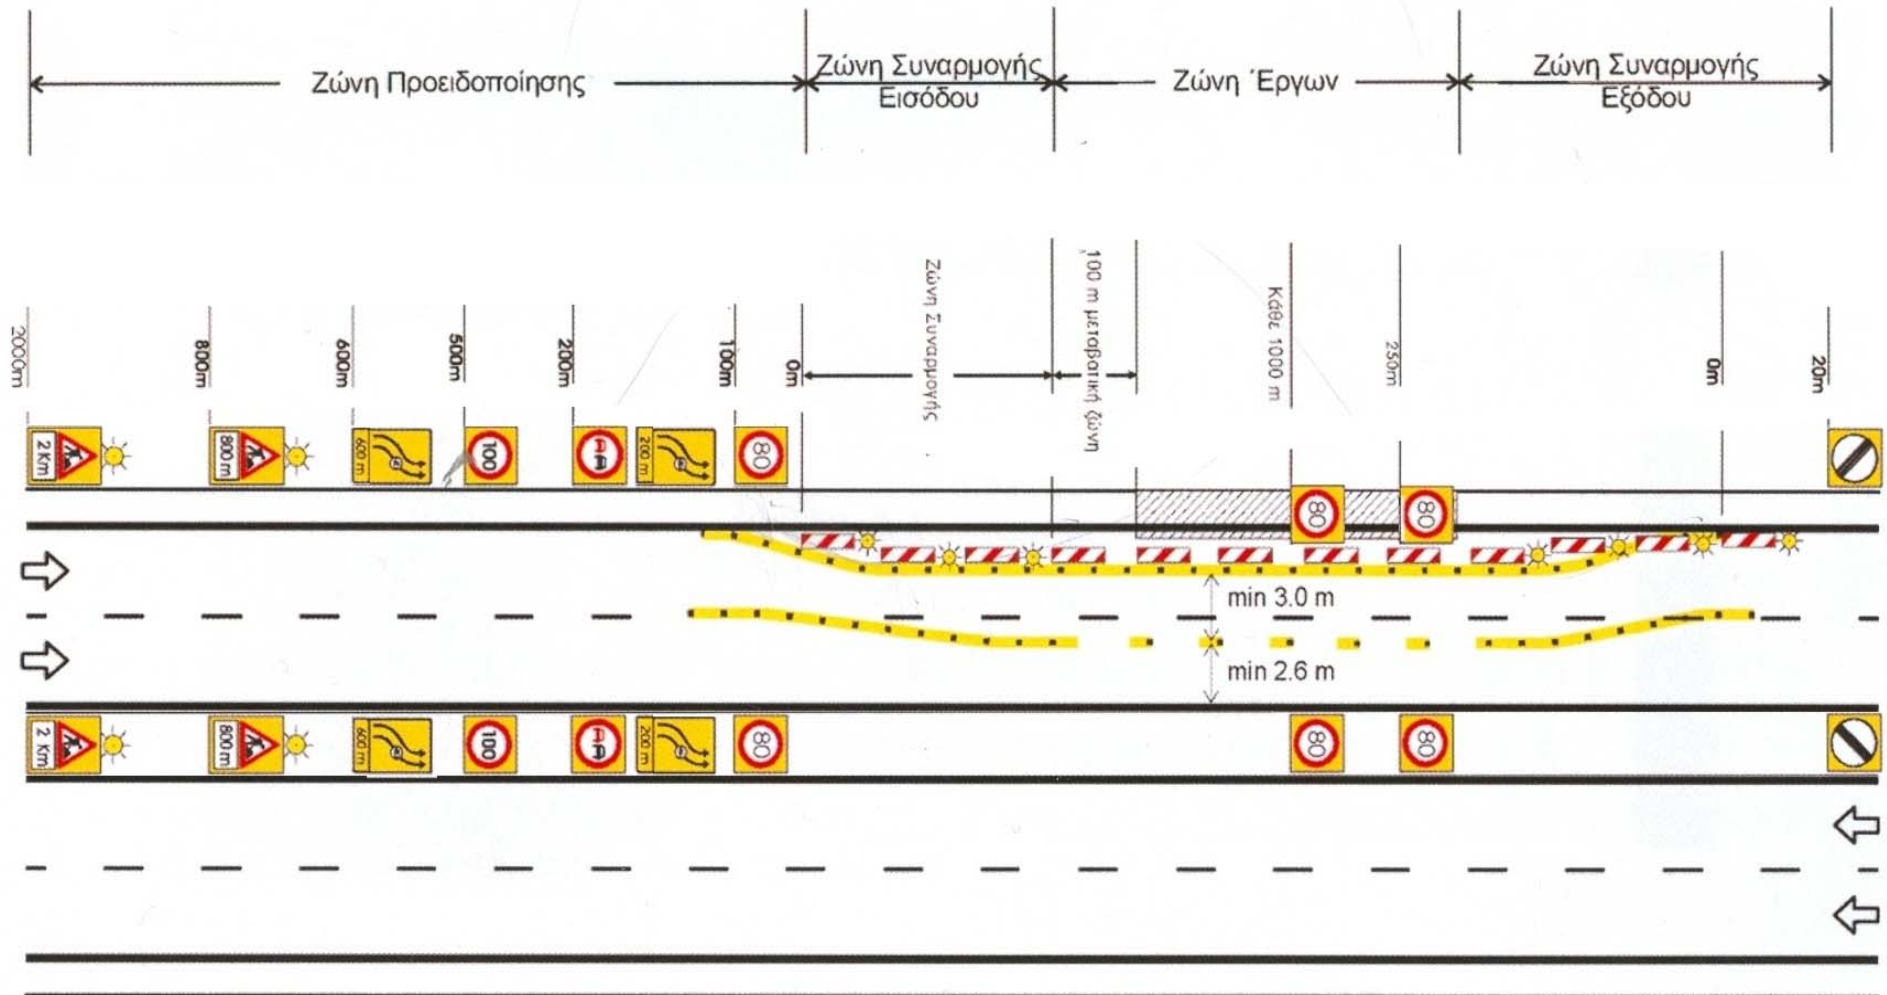 Ζώνη Προειδοποίησης
Ζώνη Συναρμογής
Εισόδου
Ζώνη Έργων
Ζώνη Συναρμογής
Εξόδου
2000m
800m
600m
500m
200m
100m
0m
Ζώνη Συναρμογής
100 m μεταβατική ζώνη
Κάθε 1000 m
250m
0m
20m
2 Km
800 m
600 m
100
200 m
80
80
80
min 3.0 m
min 2.6 m
2 Km
800 m
600 m
100
200 m
80
80
80